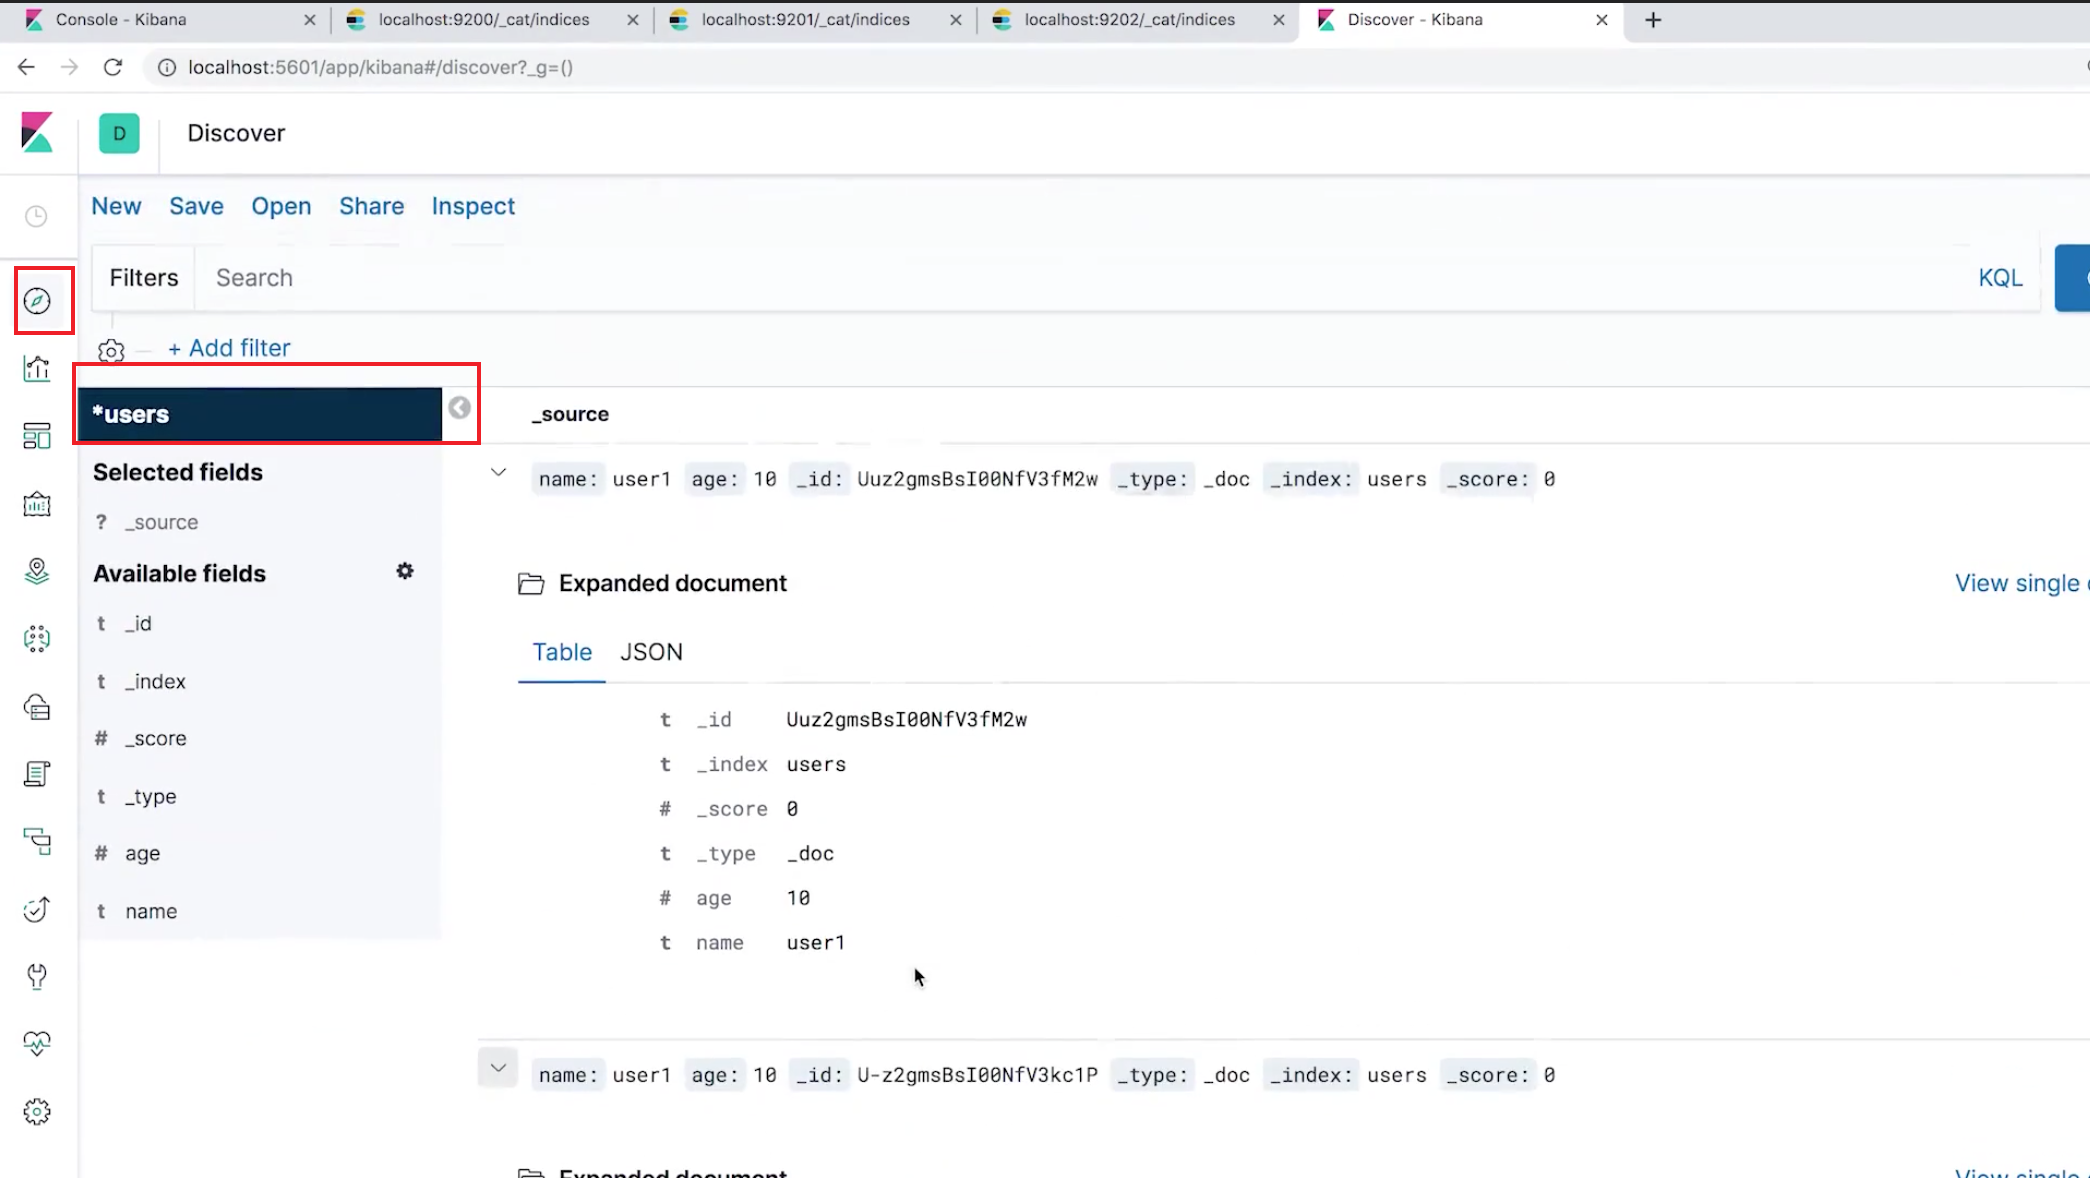 Console - Kibana
localhost:9200/_cat/indices
localhost:9201/_cat/indices
localhost:9202/_cat/indices
Discover - Kibana
localhost:5601/app/kibana#/discover?_g=()
D
Discover
New Save Open Share Inspect
Filters Search KQL
+ Add filter
*users
_source
Selected fields
? _source
Available fields
t _id
t _index
# _score
t _type
# age
t name
name: user1 age: 10 _id: Uuz2gmsBsI00NfV3fM2w _type: _doc _index: users _score: 0
Expanded document
View single
Table JSON
t _id Uuz2gmsBsI00NfV3fM2w
t _index users
# _score 0
t _type _doc
# age 10
t name user1
name: user1 age: 10 _id: U-z2gmsBsI00NfV3kc1P _type: _doc _index: users _score: 0
Expanded document
View single